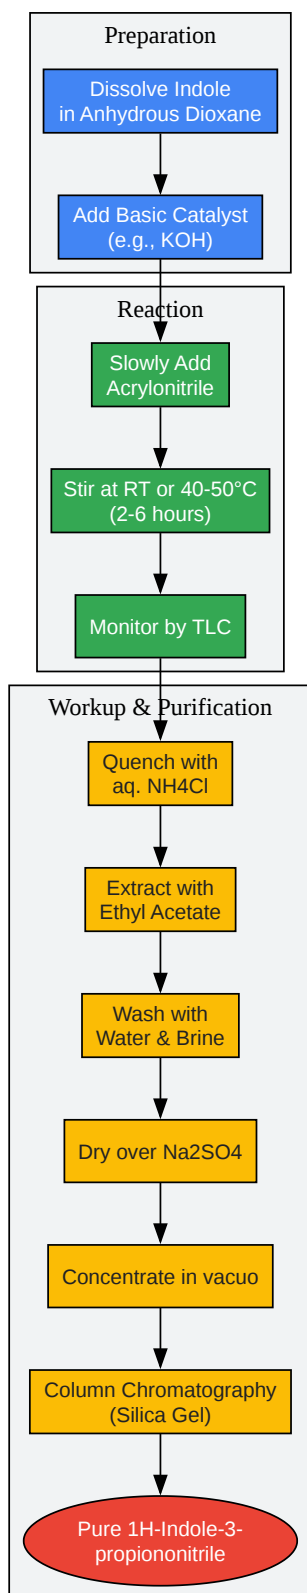 Preparation
Dissolve Indole
in Anhydrous Dioxane
Add Basic Catalyst
(e.g., KOH)
Reaction
Slowly Add
Acrylonitrile
Stir at RT or 40-50°C
(2-6 hours)
Monitor by TLC
Workup & Purification
Quench with
aq. NH4Cl
Extract with
Ethyl Acetate
Wash with
Water & Brine
Dry over Na2SO4
Concentrate in vacuo
Column Chromatography
(Silica Gel)
Pure 1H-Indole-3-
propiononitrile